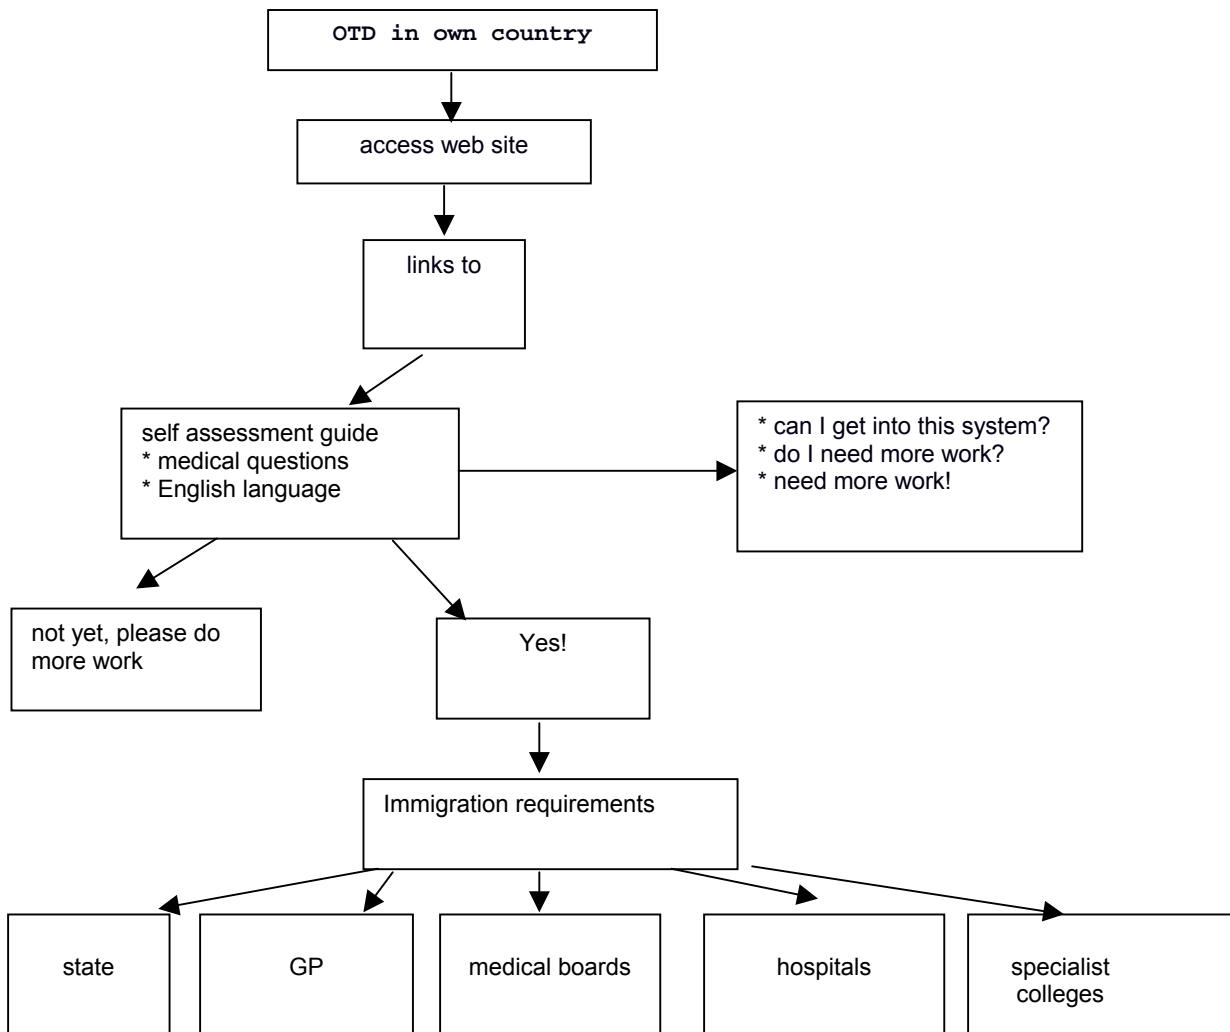 OTD in own country
access web site
links to
self assessment guide
* medical questions
* English language
* can I get into this system?
* do I need more work?
* need more work!
not yet, please do
more work
Yes!
Immigration requirements
state
GP
medical boards
hospitals
specialist
colleges